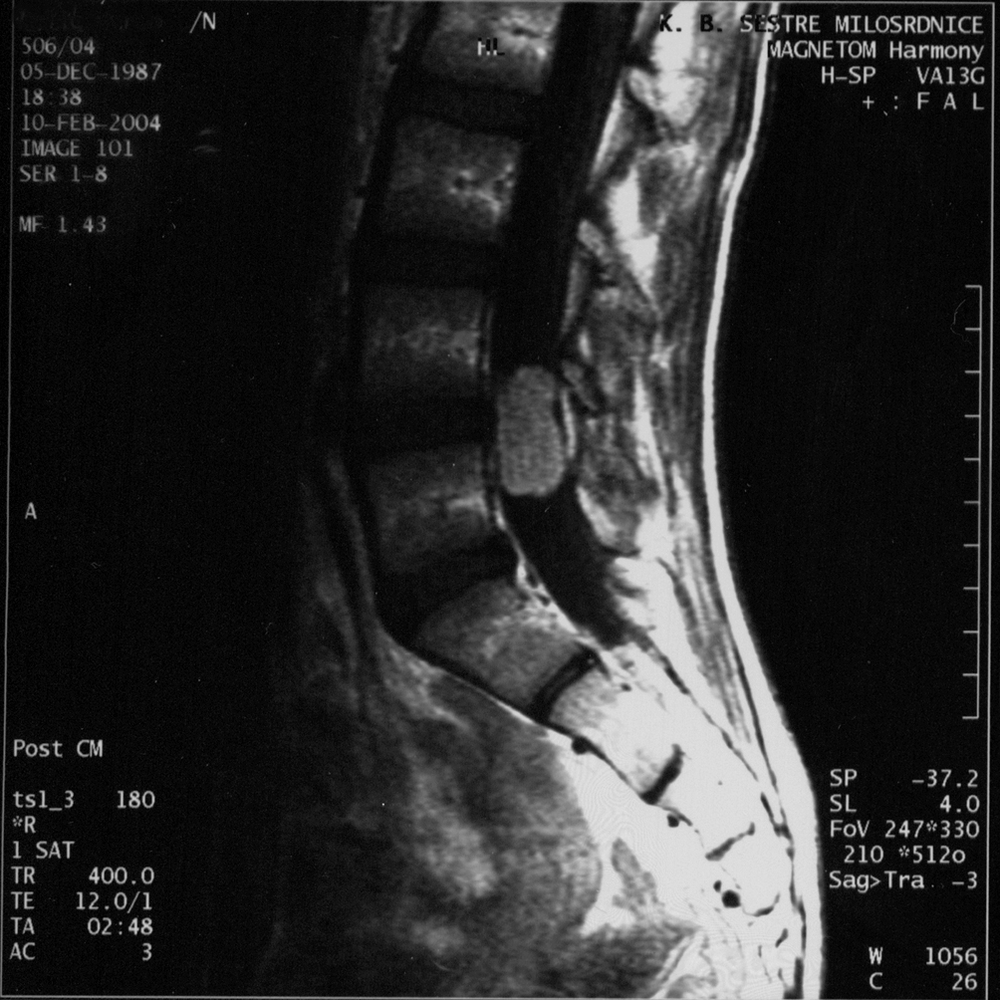 /N
506/04
05-DEC-1987
18:38
10-FEB-2004
IMAGE 101
SER 1-8
MF 1.43
HL
K. B. SESTRE MILOSRDNICE
MAGNETOM Harmony
H-SP VA13G
+ : F A L
A
Post CM
tsl_3 180
*R
1 SAT
TR 400.0
TE 12.0/1
TA 02:48
AC 3
SP -37.2
SL 4.0
FoV 247*330
210 *512o
Sag>Tra -3
W 1056
C 26